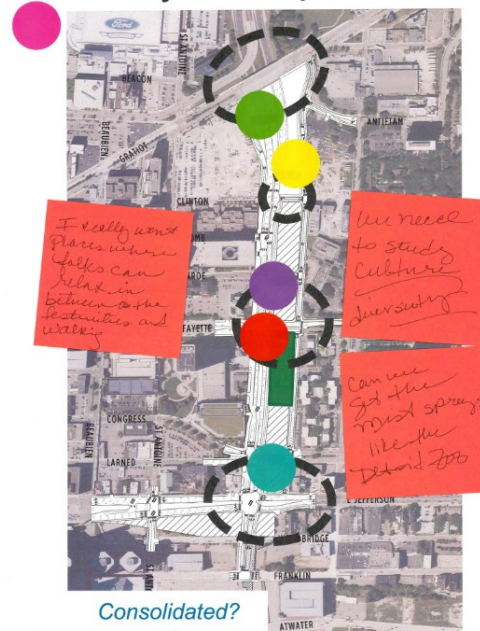 Ford
ST. ANTOINE
BEACON
BEAUBIEN
GRATIOT
ANTIETAM
CLINTON
I really want
places where
folks can
relax in
between the
festivities and
walking
we need
to study
culture
diversity
FAYETTE
Can we
get the
mist sprays
like the
Detroit Zoo
CONGRESS
BEAUBIEN
ST. ANTOINE
LARNED
E JEFFERSON
BRIDGE
FRANKLIN
ST. ANT
Consolidated?
ATWATER